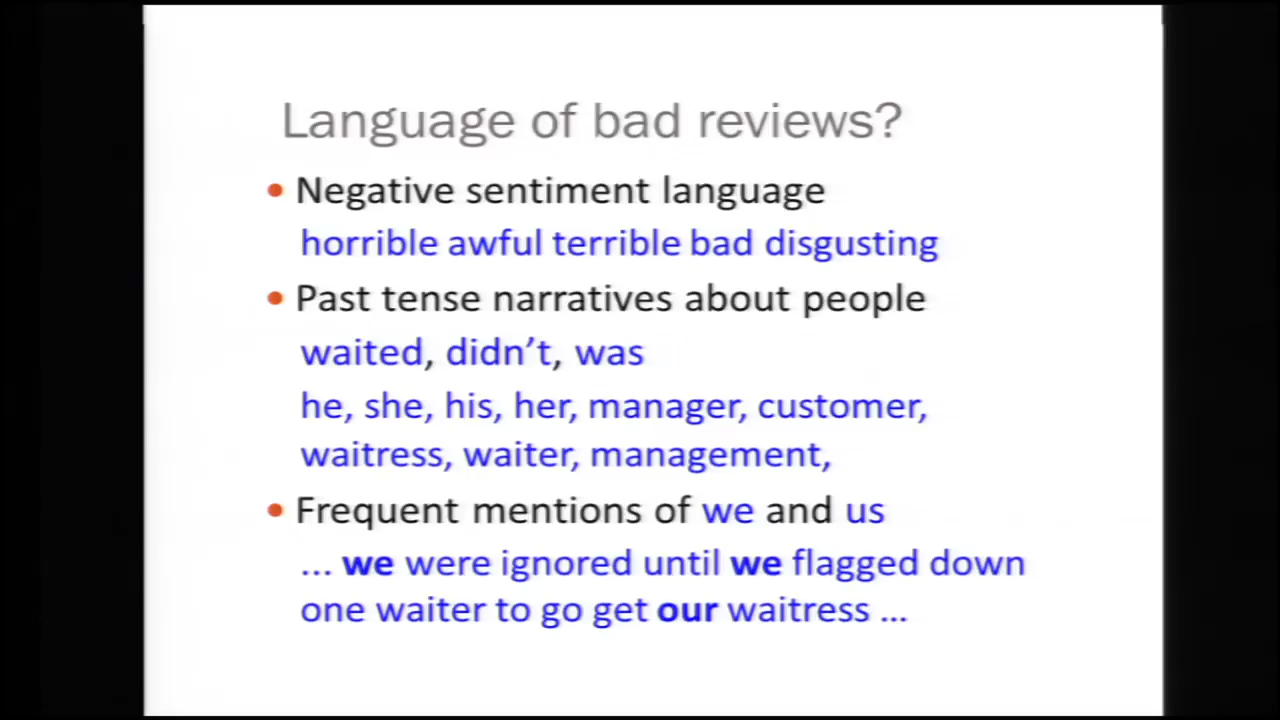 Language of bad reviews?
• Negative sentiment language
horrible awful terrible bad disgusting
• Past tense narratives about people
waited, didn’t, was
he, she, his, her, manager, customer,
waitress, waiter, management,
• Frequent mentions of we and us
... we were ignored until we flagged down
one waiter to go get our waitress ...